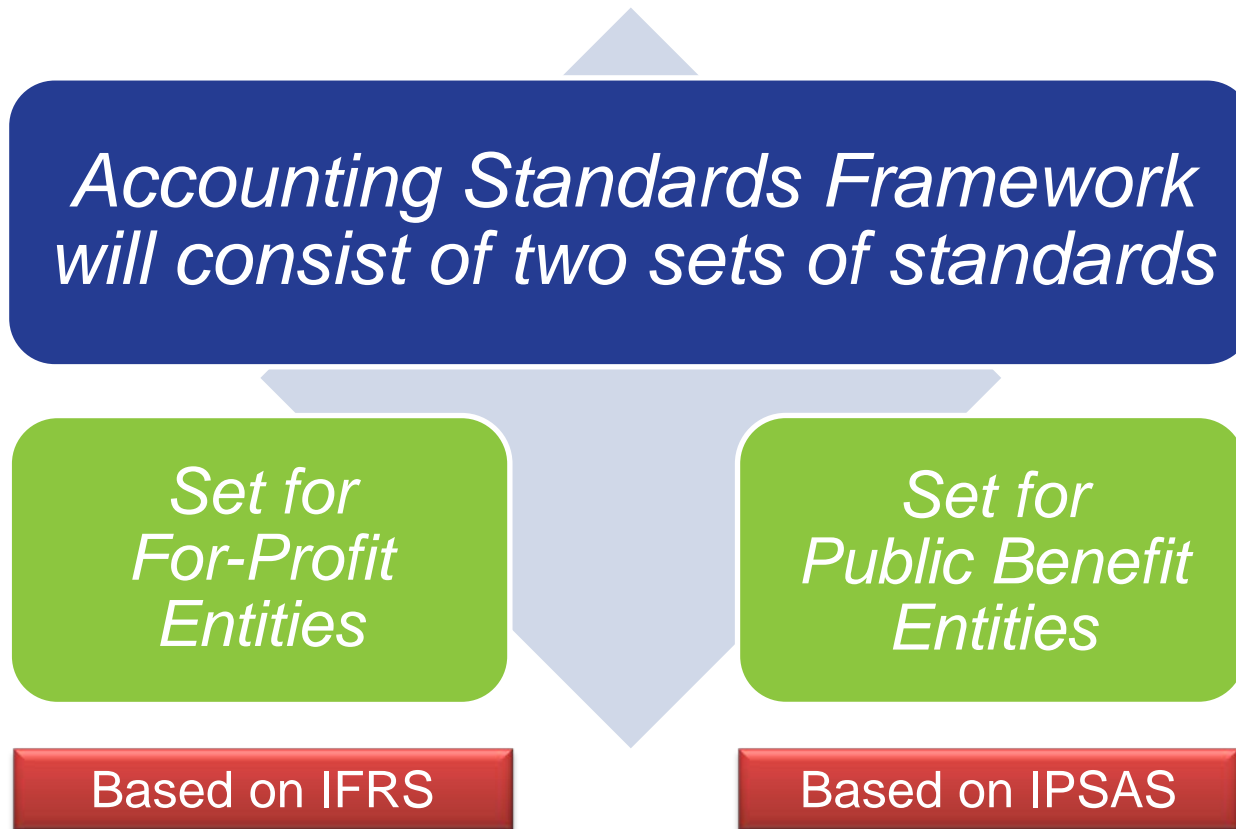 Accounting Standards Framework
will consist of two sets of standards
Set for
For-Profit
Entities
Set for
Public Benefit
Entities
Based on IFRS
Based on IPSAS